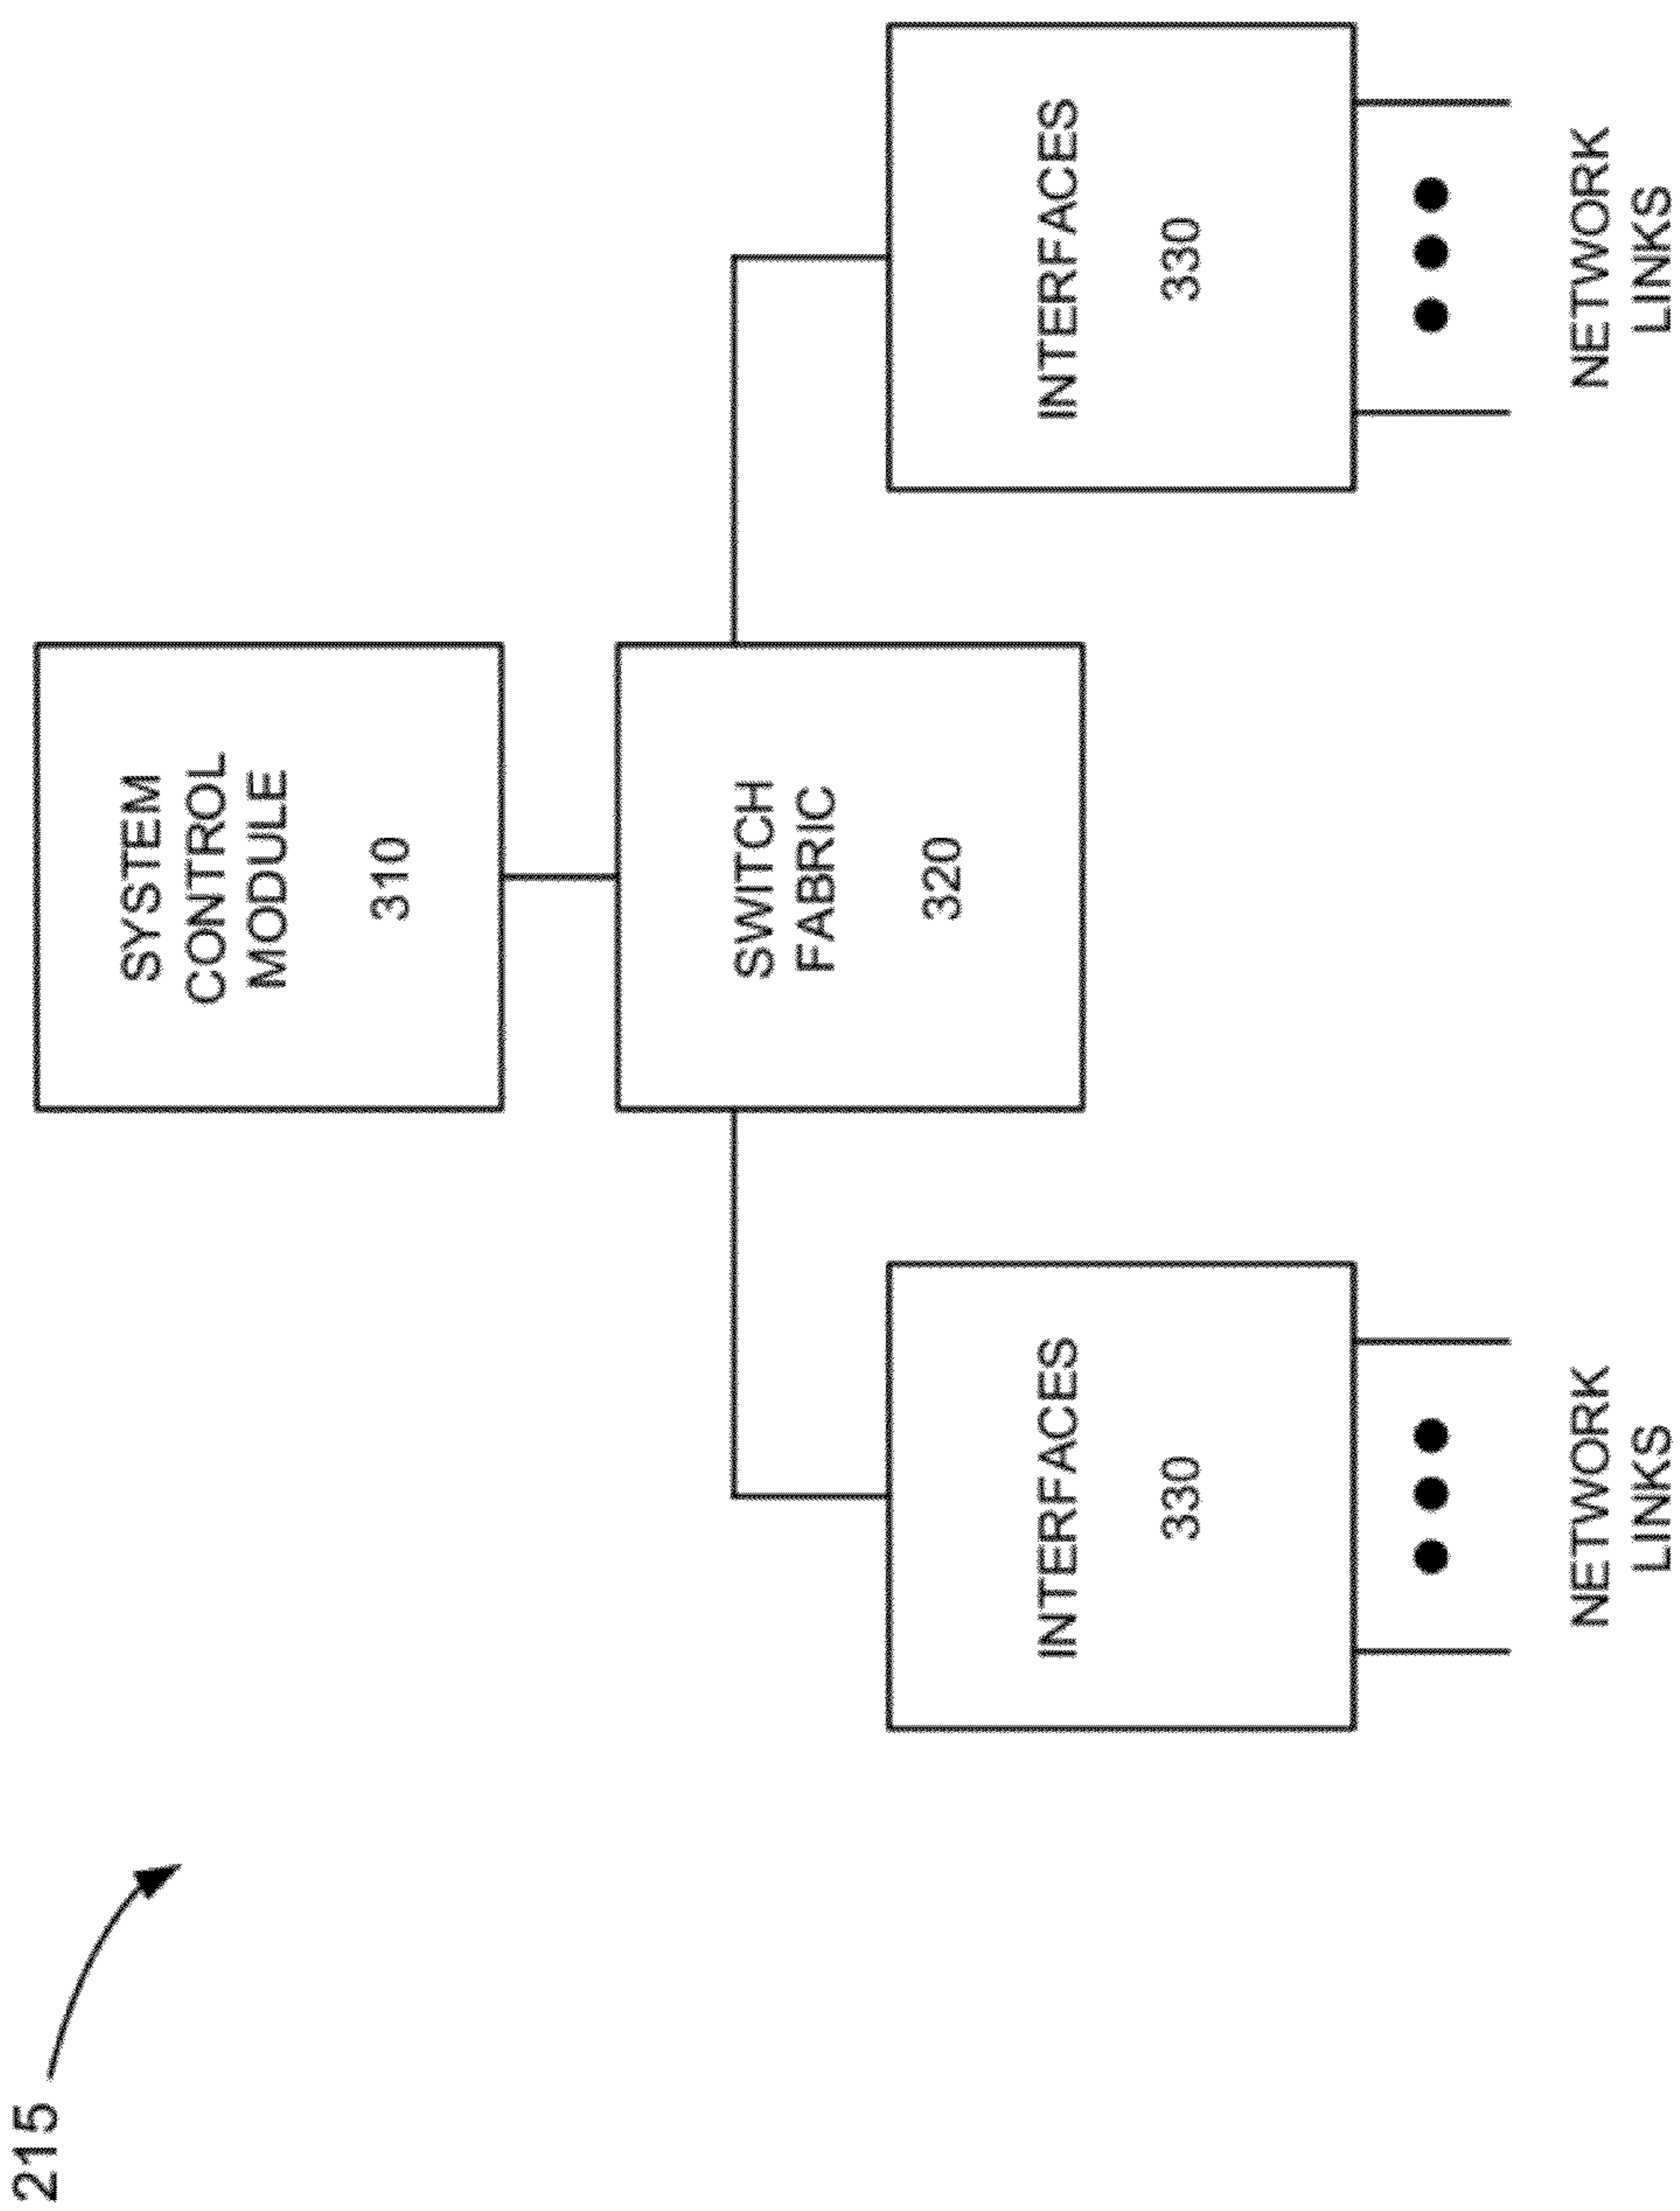 215
SYSTEM
CONTROL
MODULE
310
SWITCH
FABRIC
320
INTERFACES
330
INTERFACES
330
NETWORK
LINKS
NETWORK
LINKS